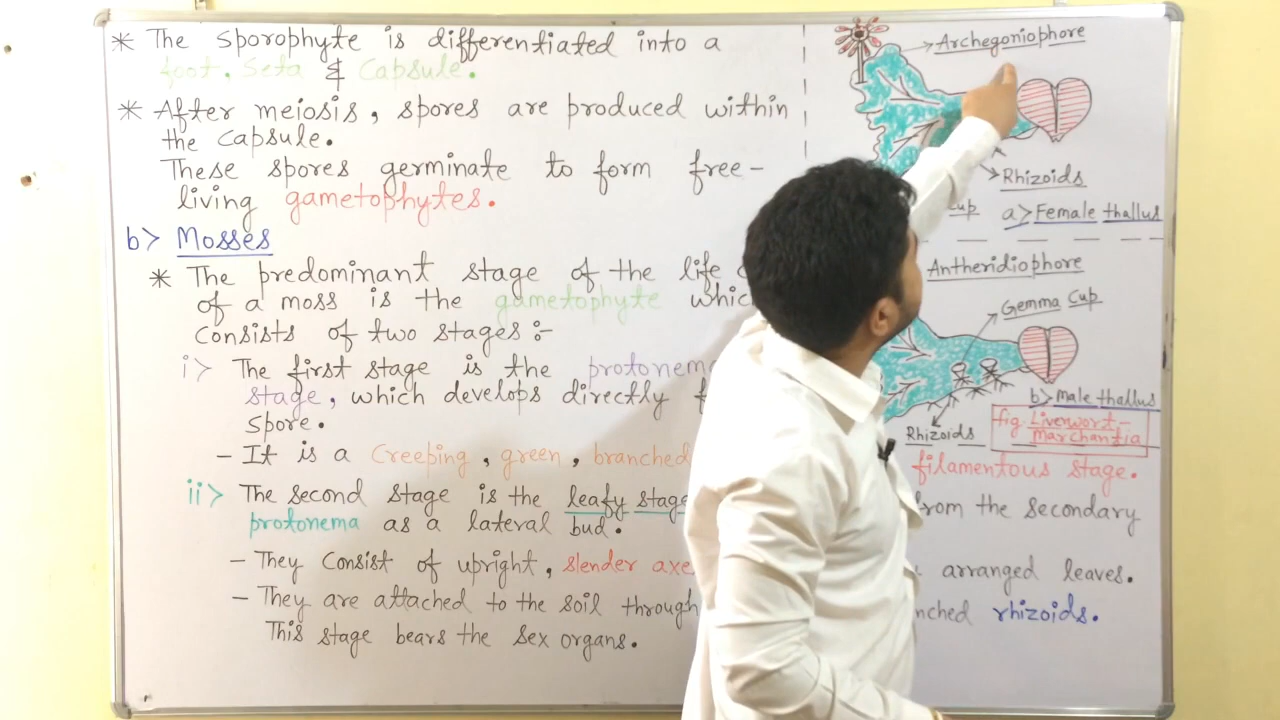 * The sporophyte is differentiated into a
foot, Seta & Capsule.
* After meiosis, spores are produced within
the capsule.
These spores germinate to form free-
living gametophytes.
b> Mosses
* The predominant stage of the life
of a moss is the gametophyte
consists of two stages :-
i> The first stage is the protonema
stage, which develops directly
spore.
- It is a Creeping, green, branched
filamentous stage.
ii> The second stage is the leafy stage
from the secondary
protonema as a lateral bud.
- They consist of upright, slender
arranged leaves.
- They are attached to the soil through
rhizoids.
This stage bears the sex organs.
Archegoniophore
Rhizoids
cup
a> Female thallus
Antheridiophore
Gemma Cup
b> male thallus
Rhizoids
fig. Liverwort -
Marchantia